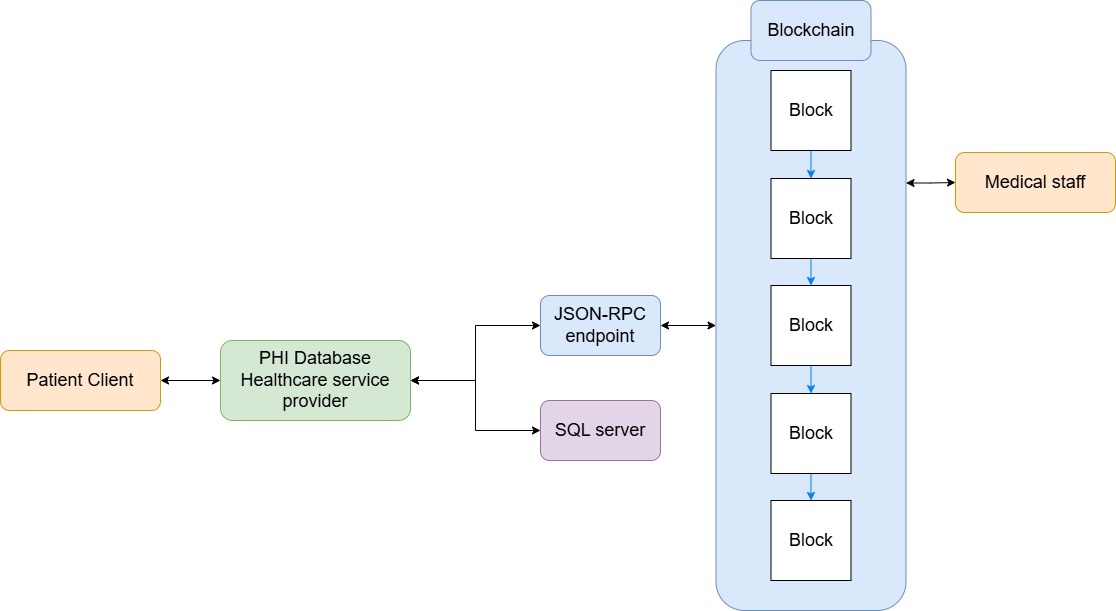 Blockchain
Block
Block
Medical staff
Block
JSON-RPC
endpoint
PHI Database
Healthcare service
provider
Patient Client
SQL server
Block
Block